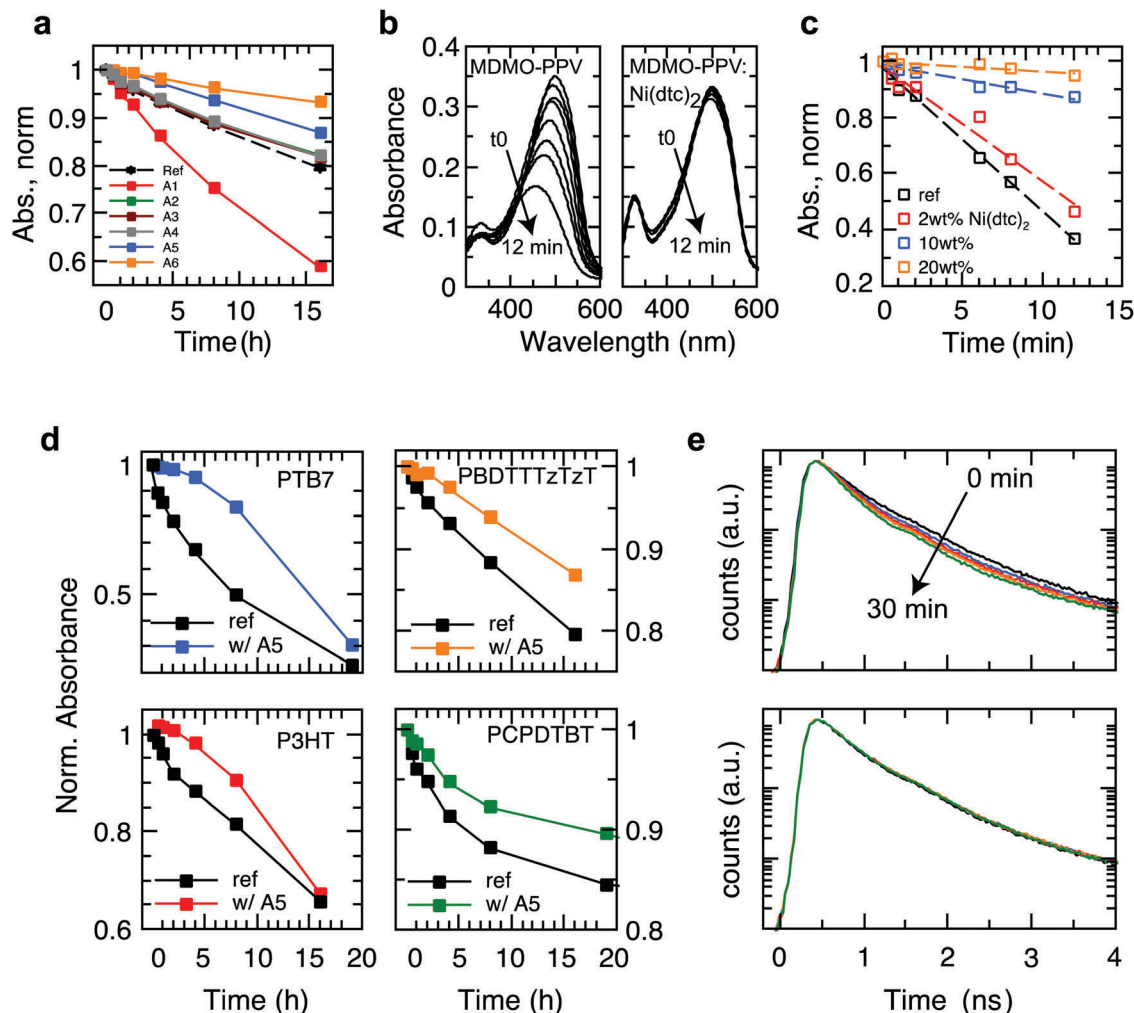 a
Abs., norm
1
0.9
0.8
0.7
0.6
Ref
A1
A2
A3
A4
A5
A6
0 5 10 15
Time (h)
b
Absorbance
0.4
0.3
0.2
0.1
0
MDMO-PPV
t0
12 min
MDMO-PPV:
Ni(dtc)2
t0
12 min
400 600 400 600
Wavelength (nm)
c
Abs., norm
1
0.8
0.6
0.4
0.2
ref
2wt% Ni(dtc)2
10wt%
20wt%
0 5 10 15
Time (min)
d
Norm. Absorbance
1
0.5
PTB7
ref
w/ A5
PBDTTTzTzT
ref
w/ A5
1
0.9
0.8
1
0.8
0.6
P3HT
ref
w/ A5
0 5 10 15 20
Time (h)
PCPDTBT
ref
w/ A5
1
0.9
0.8
0 5 10 15 20
Time (h)
e
counts (a.u.)
0 min
30 min
counts (a.u.)
0 1 2 3 4
Time (ns)